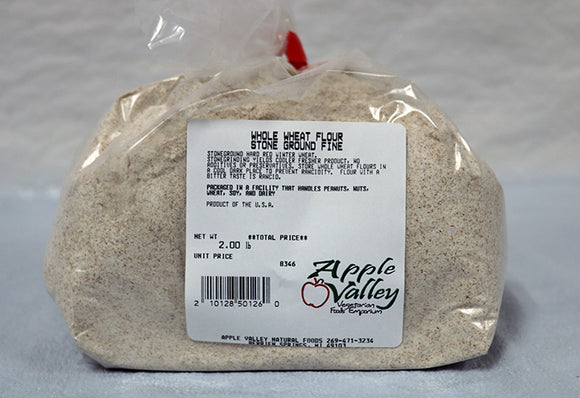 WHOLE WHEAT FLOUR
STONE GROUND FINE
STONEGROUND HARD RED WINTER WHEAT.
STONEGRINDING YIELDS COOLER FRESHER PRODUCT. NO
ADDITIVES OR PRESERVATIVES. STORE WHOLE WHEAT FLOURS IN
A COOL DARK PLACE TO PREVENT RANCIDITY. FLOUR WITH A
BITTER TASTE IS RANCID.
PACKAGED IN A FACILITY THAT HANDLES PEANUTS, NUTS,
WHEAT, SOY, AND DAIRY
PRODUCT OF THE U.S.A.
NET WT **TOTAL PRICE**
2.00 lb
UNIT PRICE
8346
Apple
Valley
Vegetarian
Foods Emporium
2 10128 50126 0
APPLE VALLEY NATURAL FOODS 269-471-3234
BERRIEN SPRINGS, MI 49103